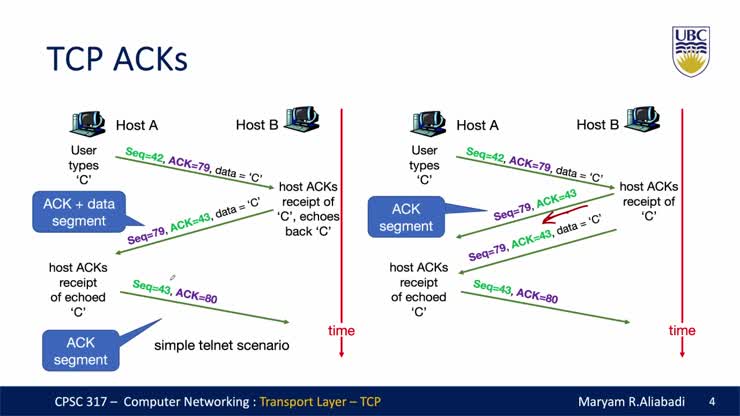 TCP ACKs
UBC
Host A
Host B
User
types
‘C’
Seq=42, ACK=79, data = ‘C’
host ACKs
receipt of
‘C’, echoes
back ‘C’
ACK + data
segment
Seq=79, ACK=43, data = ‘C’
host ACKs
receipt
of echoed
‘C’
Seq=43, ACK=80
ACK
segment
simple telnet scenario
time
Host A
Host B
User
types
‘C’
Seq=42, ACK=79, data = ‘C’
host ACKs
receipt of
‘C’
ACK
segment
Seq=79, ACK=43
Seq=79, ACK=43, data = ‘C’
host ACKs
receipt
of echoed
‘C’
Seq=43, ACK=80
time
CPSC 317 – Computer Networking : Transport Layer – TCP
Maryam R.Aliabadi
4